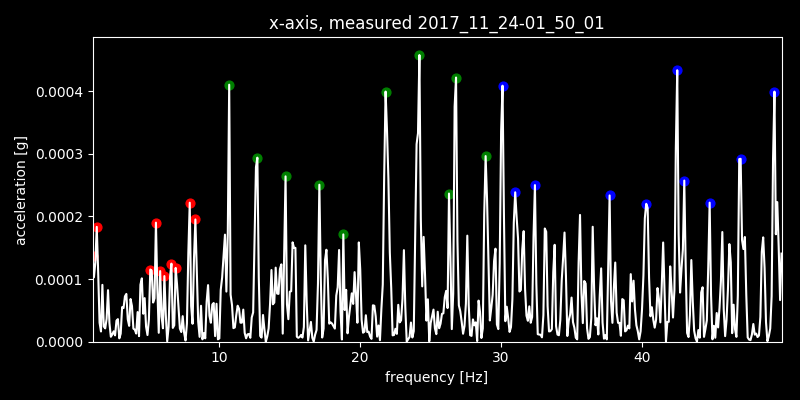 x-axis, measured 2017_11_24-01_50_01
acceleration [g]
0.0004
0.0003
0.0002
0.0001
0.0000
10 20 30 40
frequency [Hz]